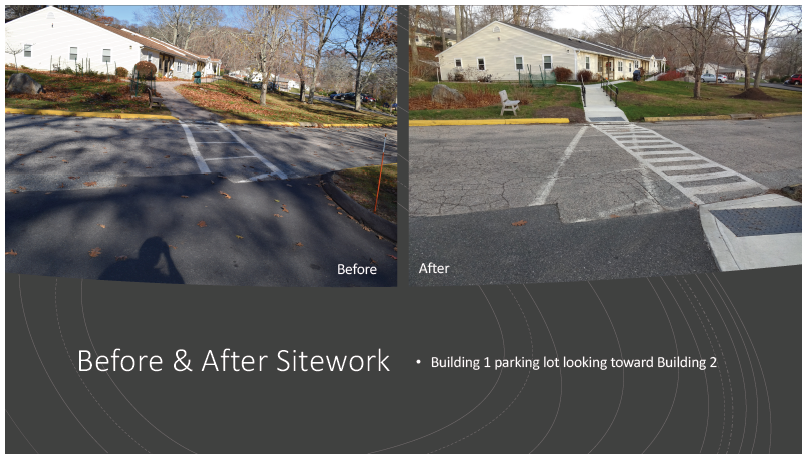 Before
After
Before & After Sitework
• Building 1 parking lot looking toward Building 2